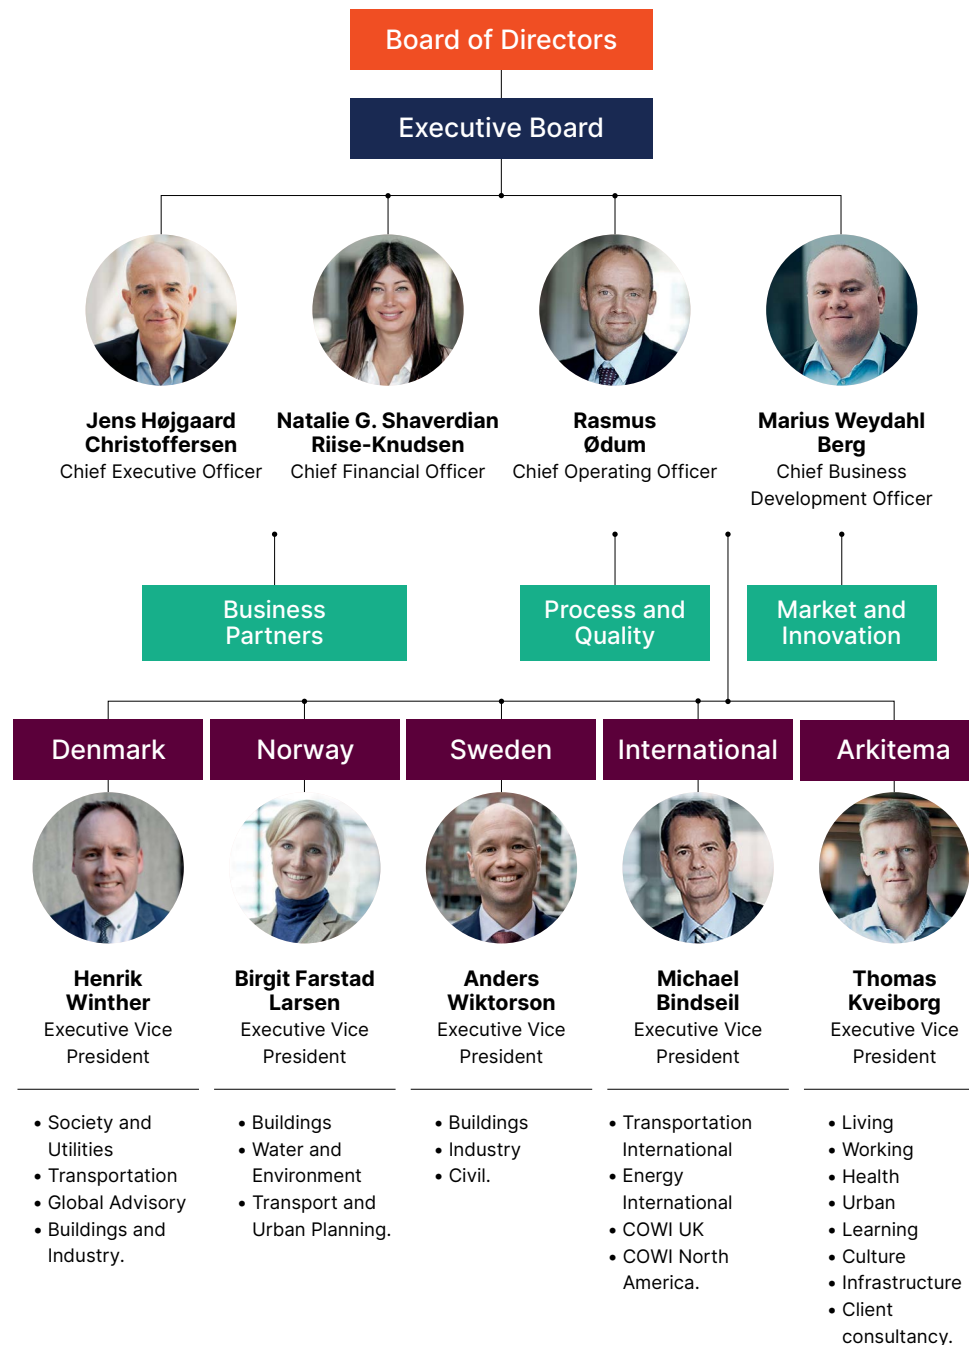 Board of Directors
Executive Board
Jens Højgaard
Christoffersen
Chief Executive Officer
Natalie G. Shaverdian
Riise-Knudsen
Chief Financial Officer
Rasmus
Ødum
Chief Operating Officer
Marius Weydahl
Berg
Chief Business
Development Officer
Business
Partners
Process and
Quality
Market and
Innovation
Denmark
Norway
Sweden
International
Arkitema
Henrik
Winther
Executive Vice
President
Birgit Farstad
Larsen
Executive Vice
President
Anders
Wiktorson
Executive Vice
President
Michael
Bindseil
Executive Vice
President
Thomas
Kveiborg
Executive Vice
President
• Society and
Utilities
• Transportation
• Global Advisory
• Buildings and
Industry.
• Buildings
• Water and
Environment
• Transport and
Urban Planning.
• Buildings
• Industry
• Civil.
• Transportation
International
• Energy
International
• COWI UK
• COWI North
America.
• Living
• Working
• Health
• Urban
• Learning
• Culture
• Infrastructure
• Client
consultancy.